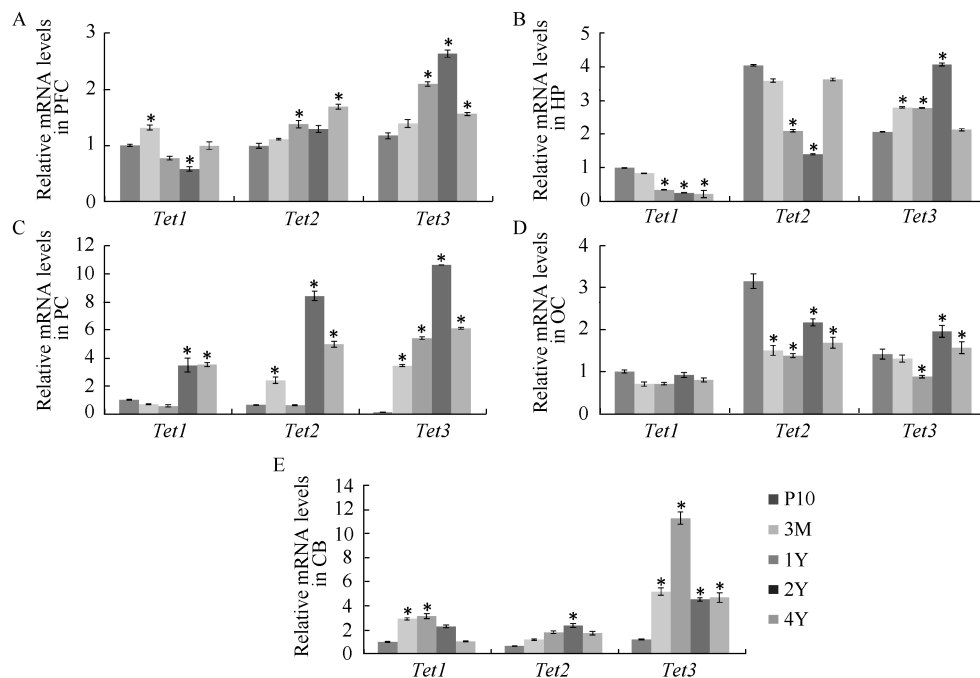 A
Relative mRNA levels
in PFC
3
2
1
0
Tet1 Tet2 Tet3
* * * * * * *
B
Relative mRNA levels
in HP
5
4
3
2
1
0
Tet1 Tet2 Tet3
* * * * * * * *
C
Relative mRNA levels
in PC
12
10
8
6
4
2
0
Tet1 Tet2 Tet3
* * * * * * * * *
D
Relative mRNA levels
in OC
4
3
2
1
0
Tet1 Tet2 Tet3
* * * * * * *
E
Relative mRNA levels
in CB
14
12
10
8
6
4
2
0
Tet1 Tet2 Tet3
* * * * * * *
P10
3M
1Y
2Y
4Y